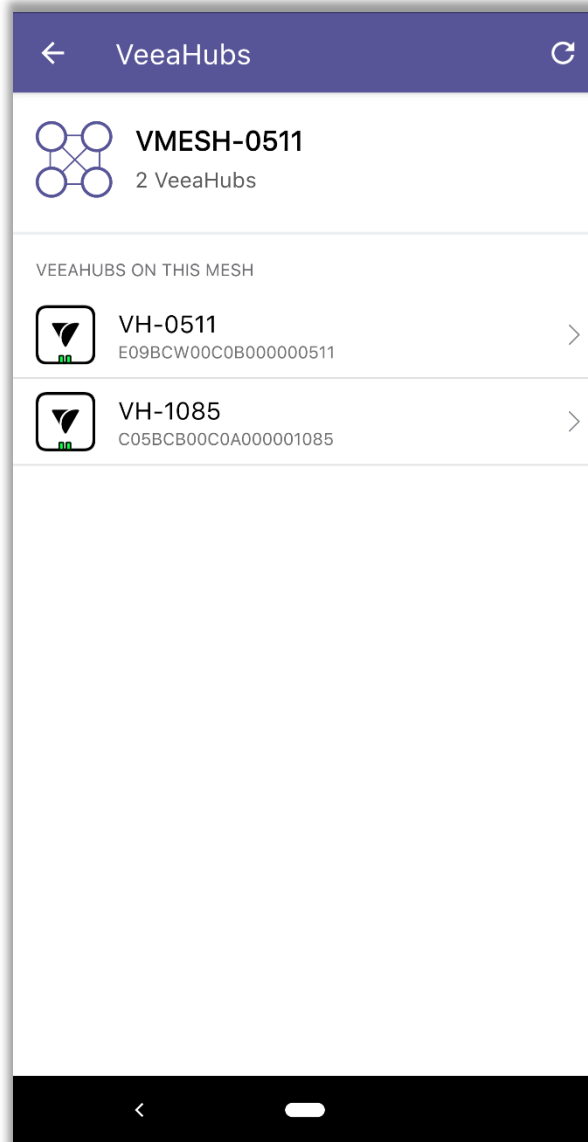 VeeaHubs
VMESH-0511
2 VeeaHubs
VEEAHUBS ON THIS MESH
VH-0511
E09BCW00C0B000000511
VH-1085
C05BCB00C0A000001085